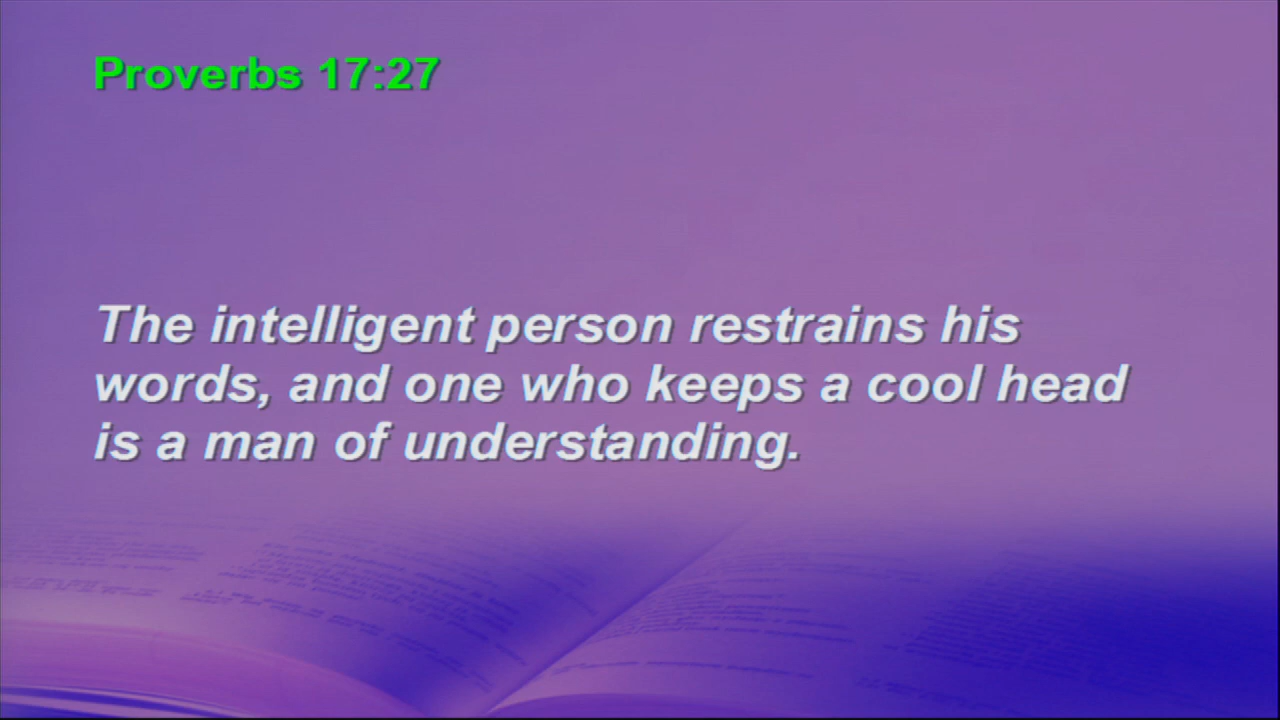 Proverbs 17:27
The intelligent person restrains his
words, and one who keeps a cool head
is a man of understanding.